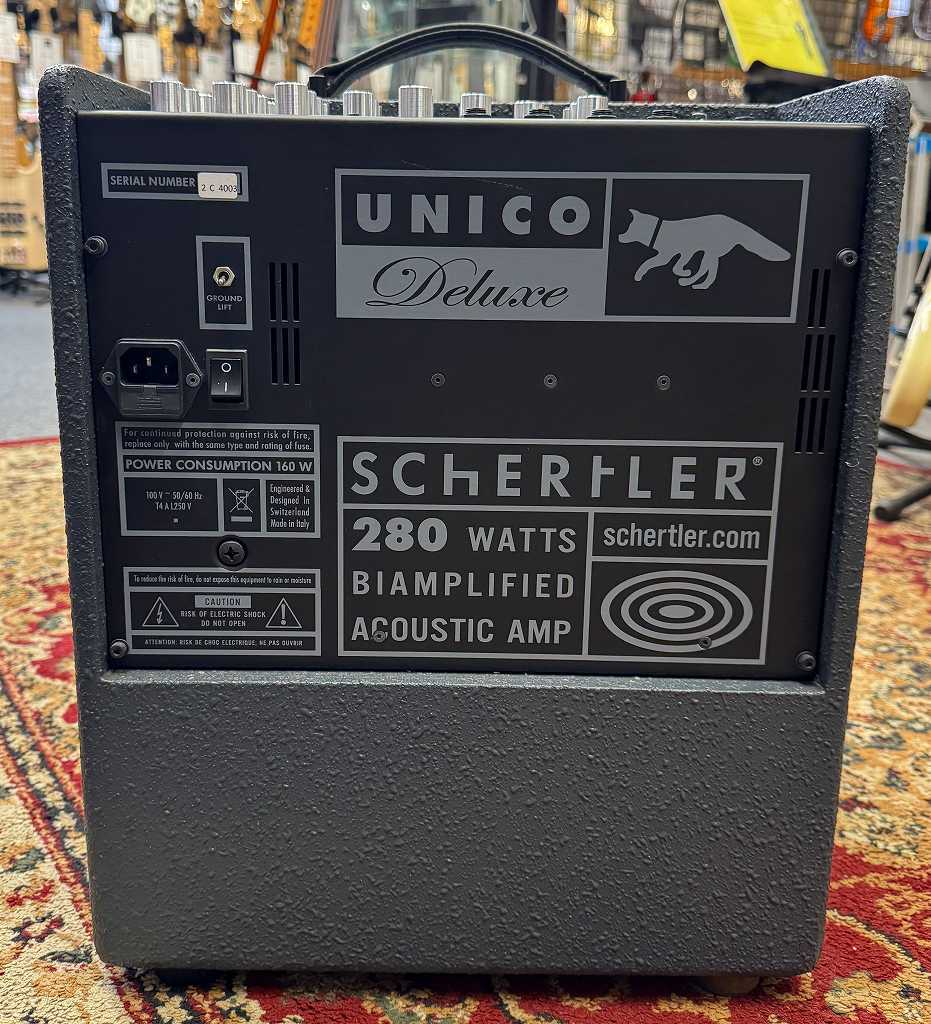 SERIAL NUMBER 2 C 4003
UNICO
Deluxe
GROUND
LIFT
O
I
For continued protection against risk of fire,
replace only with the same type and rating of fuse.
POWER CONSUMPTION 160 W
100 V ~ 50/60 Hz
T4 A L250 V
Engineered &
Designed in
Switzerland
Made in Italy
To reduce the risk of fire, do not expose this equipment to rain or moisture
CAUTION
RISK OF ELECTRIC SHOCK
DO NOT OPEN
ATTENTION: RISK DE CHOC ELECTRIQUE; NE PAS OUVRIR
SCHERTLER®
280 WATTS
BIAMPLIFIED
ACOUSTIC AMP
schertler.com